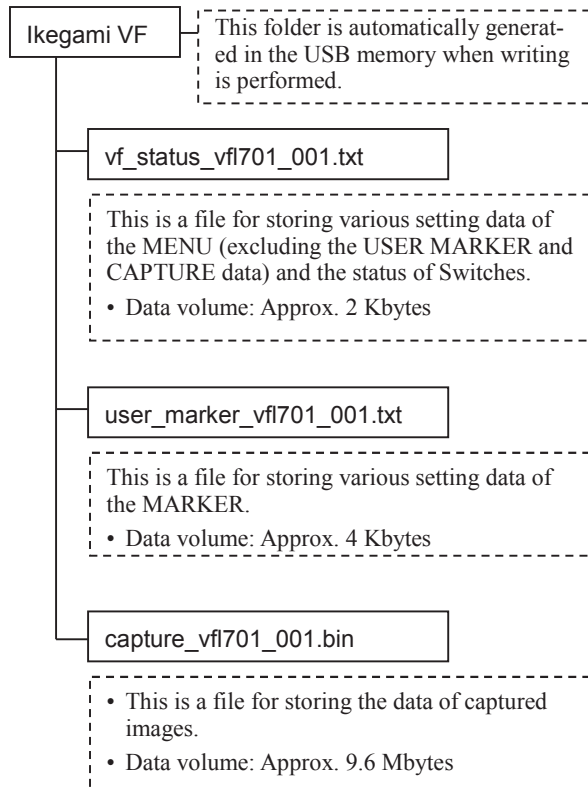 Ikegami VF
This folder is automatically generat-
ed in the USB memory when writing
is performed.
vf_status_vfl701_001.txt
This is a file for storing various setting data of
the MENU (excluding the USER MARKER and
CAPTURE data) and the status of Switches.
• Data volume: Approx. 2 Kbytes
user_marker_vfl701_001.txt
This is a file for storing various setting data of
the MARKER.
• Data volume: Approx. 4 Kbytes
capture_vfl701_001.bin
• This is a file for storing the data of captured
images.
• Data volume: Approx. 9.6 Mbytes